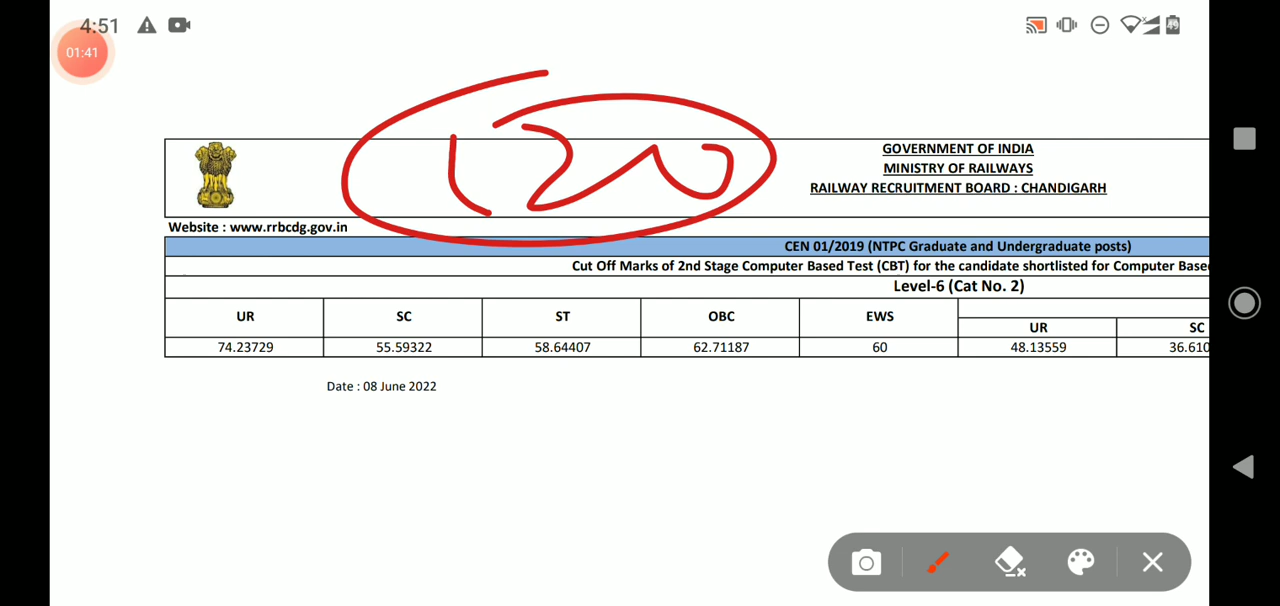 4:51
01:41
49
120
GOVERNMENT OF INDIA
MINISTRY OF RAILWAYS
RAILWAY RECRUITMENT BOARD : CHANDIGARH
Website : www.rrbcdg.gov.in
CEN 01/2019 (NTPC Graduate and Undergraduate posts)
Cut Off Marks of 2nd Stage Computer Based Test (CBT) for the candidate shortlisted for Computer Base
Level-6 (Cat No. 2)
UR SC ST OBC EWS
UR SC
74.23729 55.59322 58.64407 62.71187 60 48.13559 36.610
Date : 08 June 2022